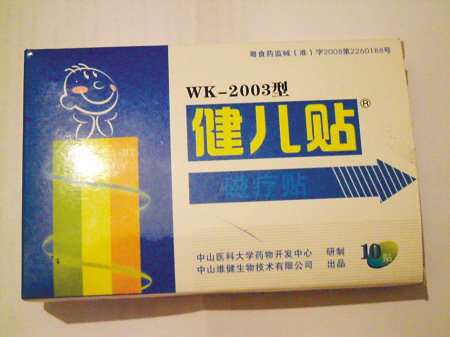 粤食药监械(准)字2008第2260188号
WK-2003型
健儿贴®
磁疗贴
中山医科大学药物开发中心 研制
中山维健生物技术有限公司 出品
10贴